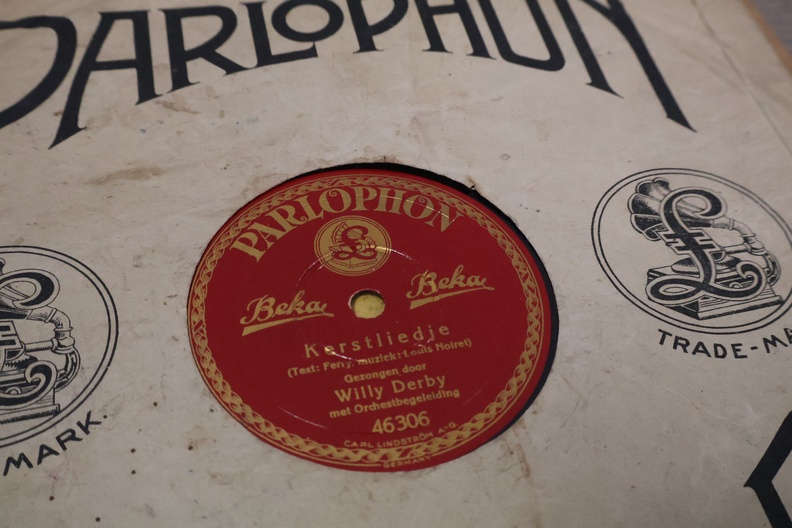 PARLOPHON
TRADE-M
MARK.
PARLOPHON
Beka Beka
Kerstliedje
(Text: Ferry, muziek: Louis Noiret)
Gezongen door
Willy Derby
met Orchestbegeleiding
46306
CARL LINDSTRÖM A.-G.
GERMANY